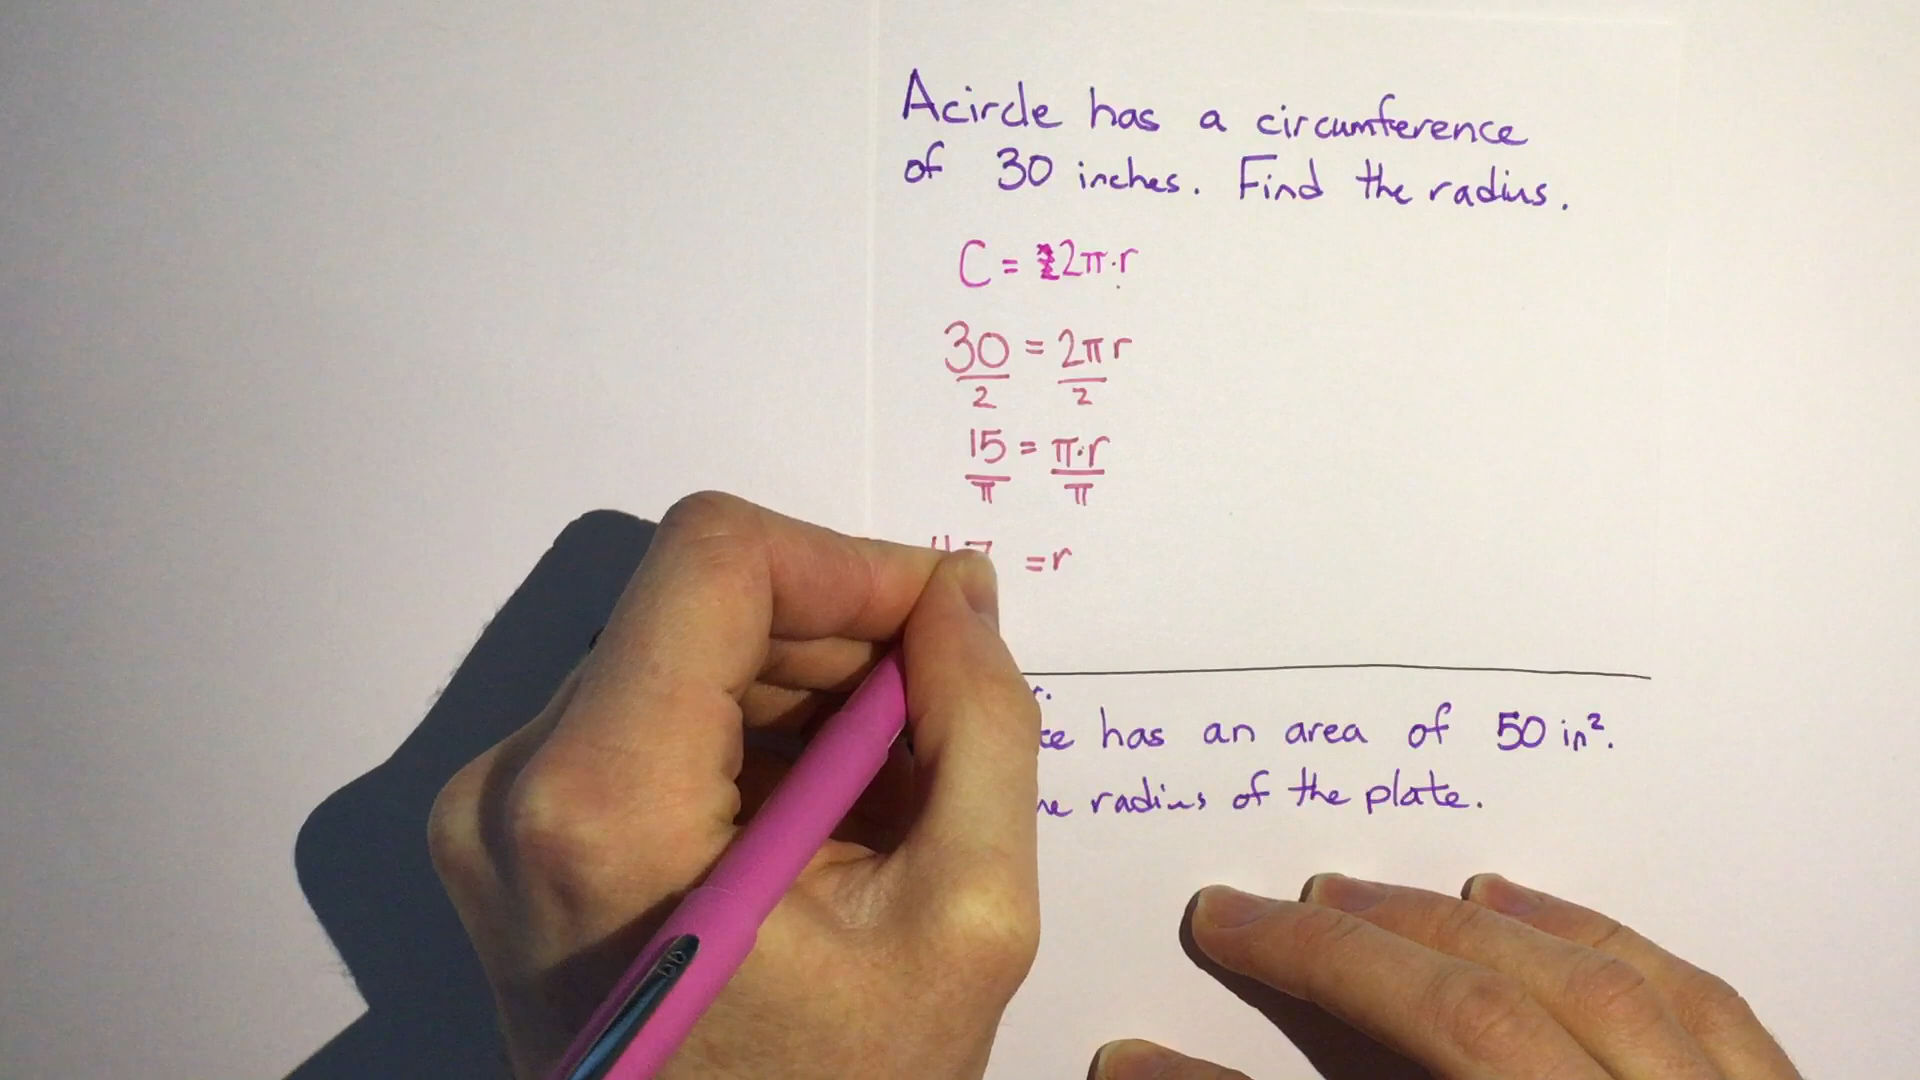 A circle has a circumference
of 30 inches. Find the radius.
C = 2π·r
30 = 2πr
2 2
15 = π·r
π π
= r
has an area of 50 in².
radius of the plate.